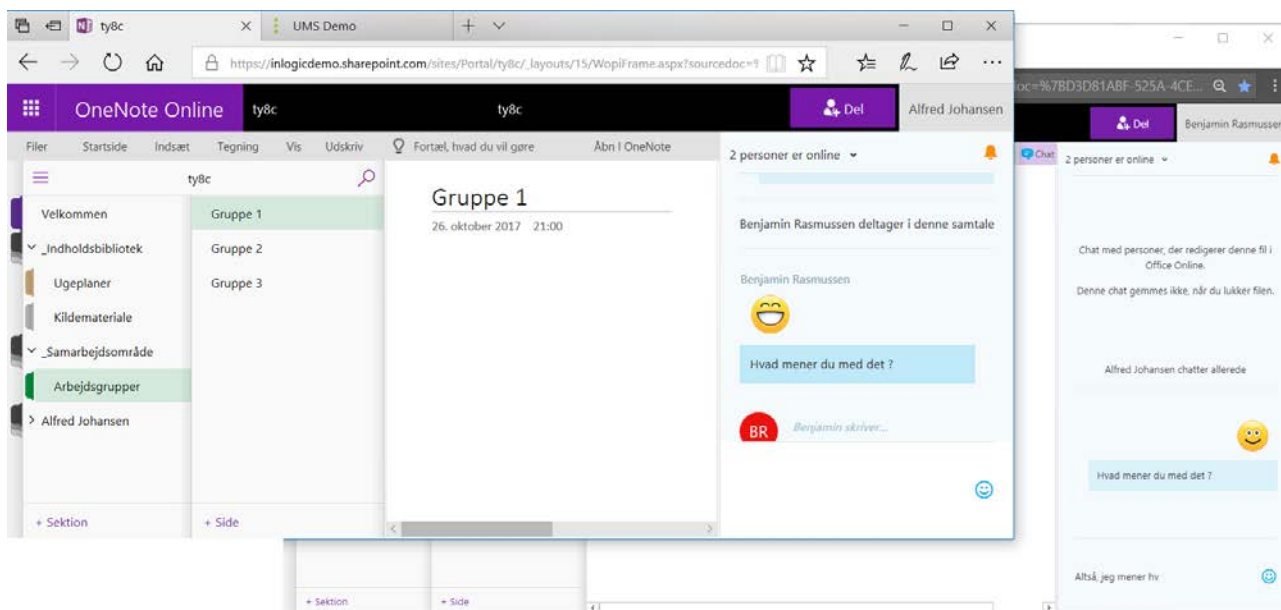 ty8c
UMS Demo
https://inlogicdemo.sharepoint.com/sites/Portal/ty8c/_layouts/15/WopiFrame.aspx?sourcedoc=
OneNote Online
ty8c
ty8c
Del
Alfred Johansen
Filer Startside Indsæt Tegning Vis Udskriv Fortæl, hvad du vil gøre Åbn I OneNote
ty8c
Velkommen
_Indholdsbibliotek
Ugeplaner
Kildemateriale
_Samarbejdsområde
Arbejdsgrupper
Alfred Johansen
+ Sektion
Gruppe 1
Gruppe 2
Gruppe 3
+ Side
Gruppe 1
26. oktober 2017 21:00
2 personer er online
Benjamin Rasmussen deltager i denne samtale
Benjamin Rasmussen
Hvad mener du med det ?
BR
Benjamin skriver...
oc=%7BD3D81ABF-525A-4CE...
Del
Benjamin Rasmussen
Chat
2 personer er online
Chat med personer, der redigerer denne fil i
Office Online.
Denne chat gemmes ikke, når du lukker filen.
Alfred Johansen chatter allerede
Hvad mener du med det ?
Altså, jeg mener hv
+ Sektion
+ Side